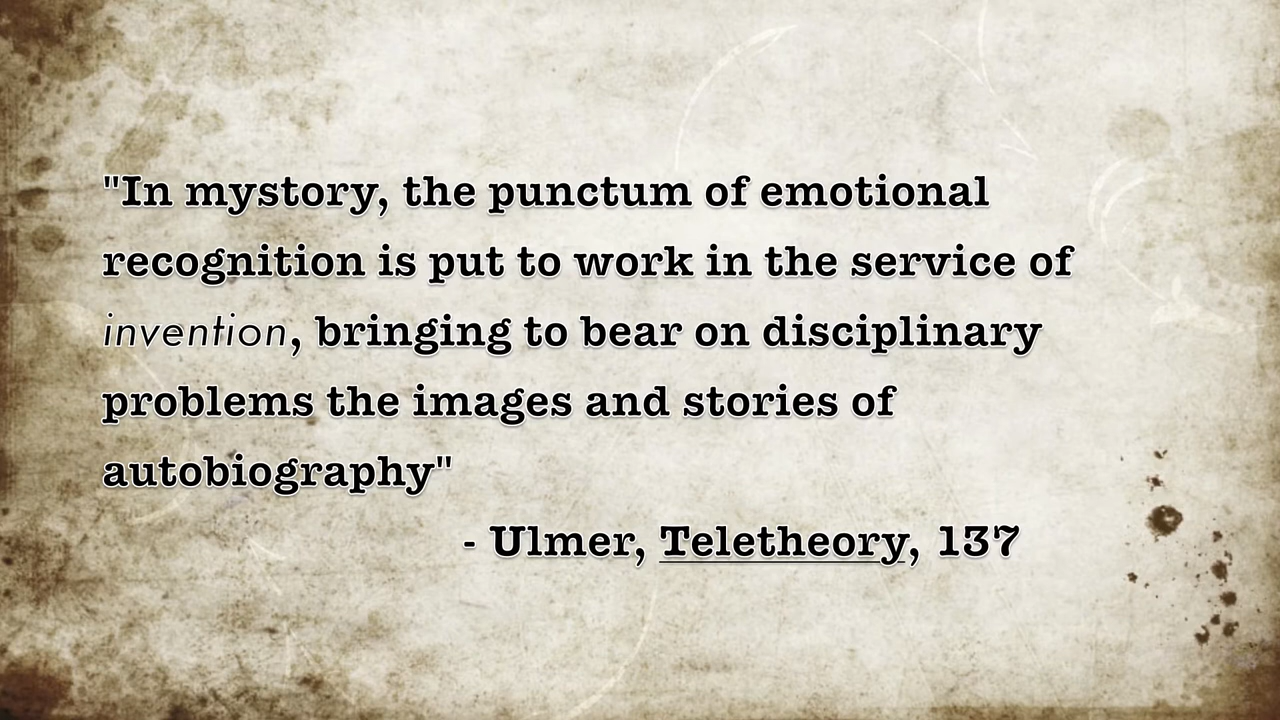 "In mystory, the punctum of emotional
recognition is put to work in the service of
invention, bringing to bear on disciplinary
problems the images and stories of
autobiography"
- Ulmer, Teletheory, 137